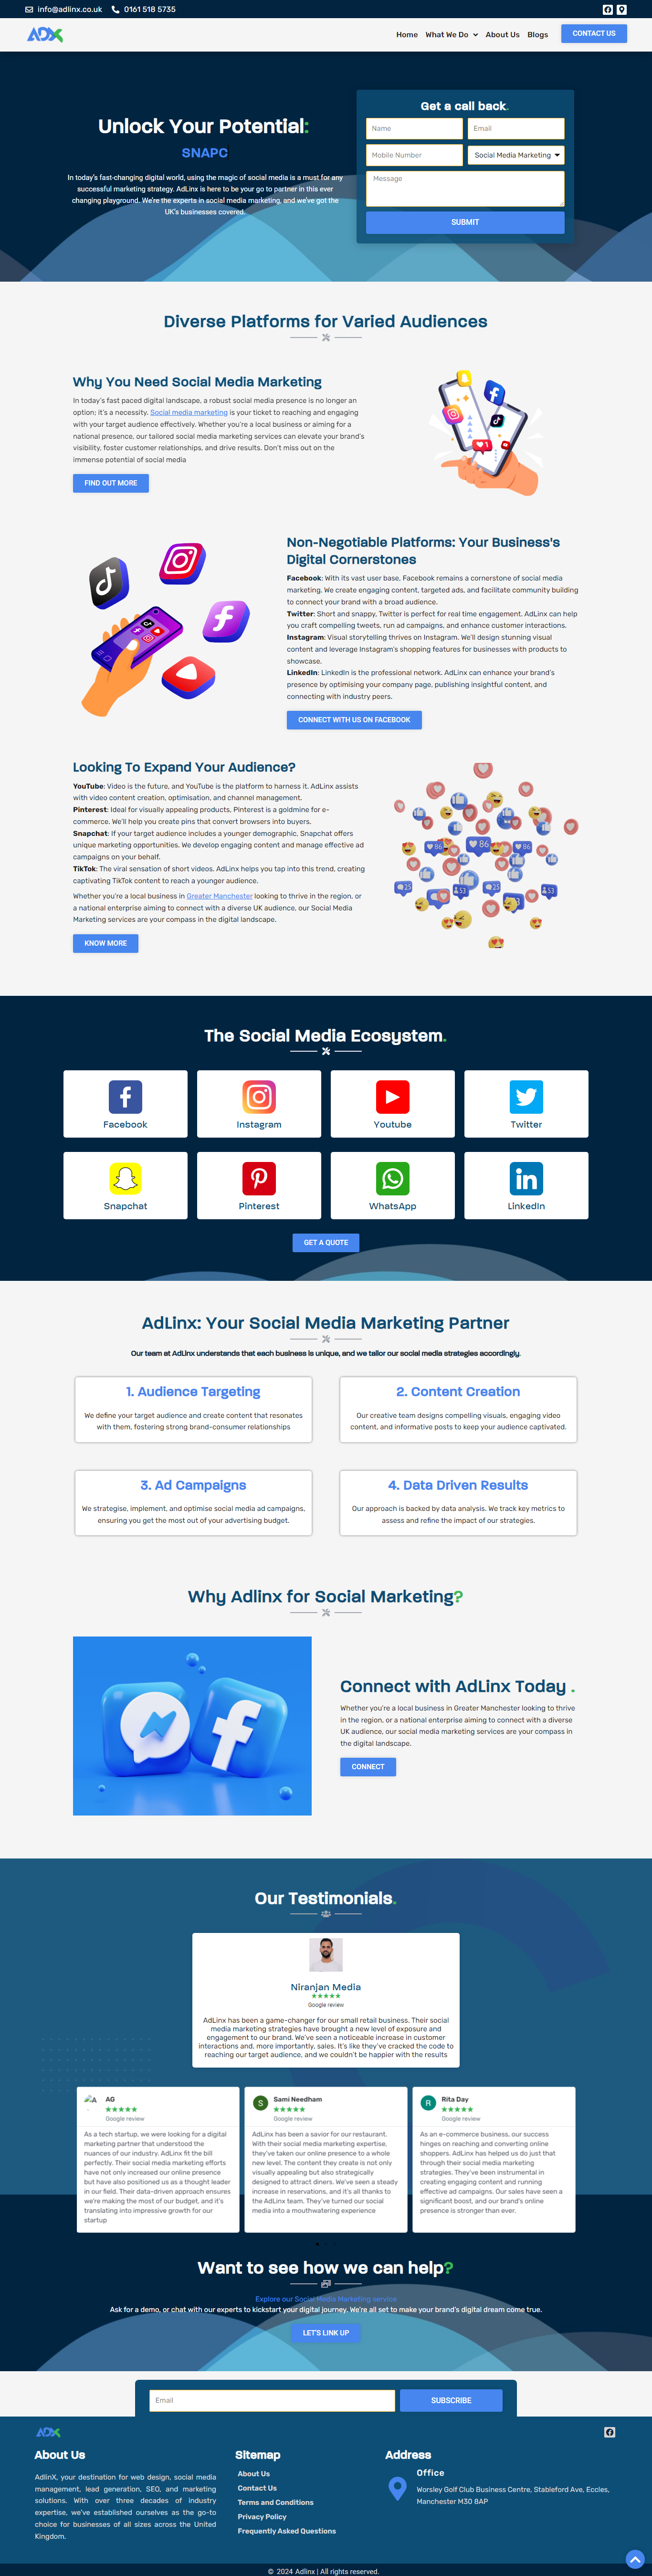 info@adlinx.co.uk
0161 518 5735
ADX
Home
What We Do
About Us
Blogs
CONTACT US
Unlock Your Potential:
SNAPC
In today's fast-changing digital world, using the magic of social media is a must for any
successful marketing strategy. AdLinx is here to be your go to partner in this ever
changing playground. We're the experts in social media marketing, and we've got the
UK's businesses covered.
Get a call back.
Name
Email
Mobile Number
Social Media Marketing
Message
SUBMIT
Diverse Platforms for Varied Audiences
Why You Need Social Media Marketing
In today's fast paced digital landscape, a robust social media presence is no longer an
option; it's a necessity. Social media marketing is your ticket to reaching and engaging
with your target audience effectively. Whether you're a local business or aiming for a
national presence, our tailored social media marketing services can elevate your brand's
visibility, foster customer relationships, and drive results. Don't miss out on the
immense potential of social media
FIND OUT MORE
Non-Negotiable Platforms: Your Business's
Digital Cornerstones
Facebook: With its vast user base, Facebook remains a cornerstone of social media
marketing. We create engaging content, targeted ads, and facilitate community building
to connect your brand with a broad audience.
Twitter: Short and snappy, Twitter is perfect for real time engagement. AdLinx can help
you craft compelling tweets, run ad campaigns, and enhance customer interactions.
Instagram: Visual storytelling thrives on Instagram. We'll design stunning visual
content and leverage Instagram's shopping features for businesses with products to
showcase.
LinkedIn: LinkedIn is the professional network. AdLinx can enhance your brand's
presence by optimising your company page, publishing insightful content, and
connecting with industry peers.
CONNECT WITH US ON FACEBOOK
Looking To Expand Your Audience?
YouTube: Video is the future, and YouTube is the platform to harness it. AdLinx assists
with video content creation, optimisation, and channel management.
Pinterest: Ideal for visually appealing products, Pinterest is a goldmine for e-
commerce. We'll help you create pins that convert browsers into buyers.
Snapchat: If your target audience includes a younger demographic, Snapchat offers
unique marketing opportunities. We develop engaging content and manage effective ad
campaigns on your behalf.
TikTok: The viral sensation of short videos. AdLinx helps you tap into this trend, creating
captivating TikTok content to reach a younger audience.
Whether you're a local business in Greater Manchester looking to thrive in the region, or
a national enterprise aiming to connect with a diverse UK audience, our Social Media
Marketing services are your compass in the digital landscape.
KNOW MORE
86
86
86
23
53
23
53
The Social Media Ecosystem.
Facebook
Instagram
Youtube
Twitter
Snapchat
Pinterest
WhatsApp
LinkedIn
GET A QUOTE
AdLinx: Your Social Media Marketing Partner
Our team at AdLinx understands that each business is unique, and we tailor our social media strategies accordingly.
1. Audience Targeting
We define your target audience and create content that resonates
with them, fostering strong brand-consumer relationships
2. Content Creation
Our creative team designs compelling visuals, engaging video
content, and informative posts to keep your audience captivated.
3. Ad Campaigns
We strategise, implement, and optimise social media ad campaigns,
ensuring you get the most out of your advertising budget.
4. Data Driven Results
Our approach is backed by data analysis. We track key metrics to
assess and refine the impact of our strategies.
Why Adlinx for Social Marketing?
Connect with AdLinx Today .
Whether you're a local business in Greater Manchester looking to thrive
in the region, or a national enterprise aiming to connect with a diverse
UK audience, our social media marketing services are your compass in
the digital landscape.
CONNECT
Our Testimonials.
Niranjan Media
Google review
AdLinx has been a game-changer for our small retail business. Their social
media marketing strategies have brought a new level of exposure and
engagement to our brand. We've seen a noticeable increase in customer
interactions and, more importantly, sales. It's like they've cracked the code to
reaching our target audience, and we couldn't be happier with the results
A
AG
Google review
As a tech startup, we were looking for a digital
marketing partner that understood the
nuances of our industry. AdLinx fit the bill
perfectly. Their social media marketing efforts
have not only increased our online presence
but have also positioned us as a thought leader
in our field. Their data-driven approach ensures
we're making the most of our budget, and it's
translating into impressive growth for our
startup
S
Sami Needham
Google review
AdLinx has been a savior for our restaurant.
With their social media marketing expertise,
they've taken our online presence to a whole
new level. The content they create is not only
visually appealing but also strategically
designed to attract diners. We've seen a steady
increase in reservations, and it's all thanks to
the AdLinx team. They've turned our social
media into a mouthwatering experience
R
Rita Day
Google review
As an e-commerce business, our success
hinges on reaching and converting online
shoppers. AdLinx has helped us do just that
through their social media marketing
strategies. They've been instrumental in
creating engaging content and running
effective ad campaigns. Our sales have seen a
significant boost, and our brand's online
presence is stronger than ever.
Want to see how we can help?
Explore our Social Media Marketing service
Ask for a demo, or chat with our experts to kickstart your digital journey. We're all set to make your brand's digital dream come true.
LET'S LINK UP
Email
SUBSCRIBE
ADX
About Us
AdlinX, your destination for web design, social media
management, lead generation, SEO, and marketing
solutions. With over three decades of industry
expertise, we've established ourselves as the go-to
choice for businesses of all sizes across the United
Kingdom.
Sitemap
About Us
Contact Us
Terms and Conditions
Privacy Policy
Frequently Asked Questions
Address
Office
Worsley Golf Club Business Centre, Stableford Ave, Eccles,
Manchester M30 8AP
© 2024 Adlinx | All rights reserved.